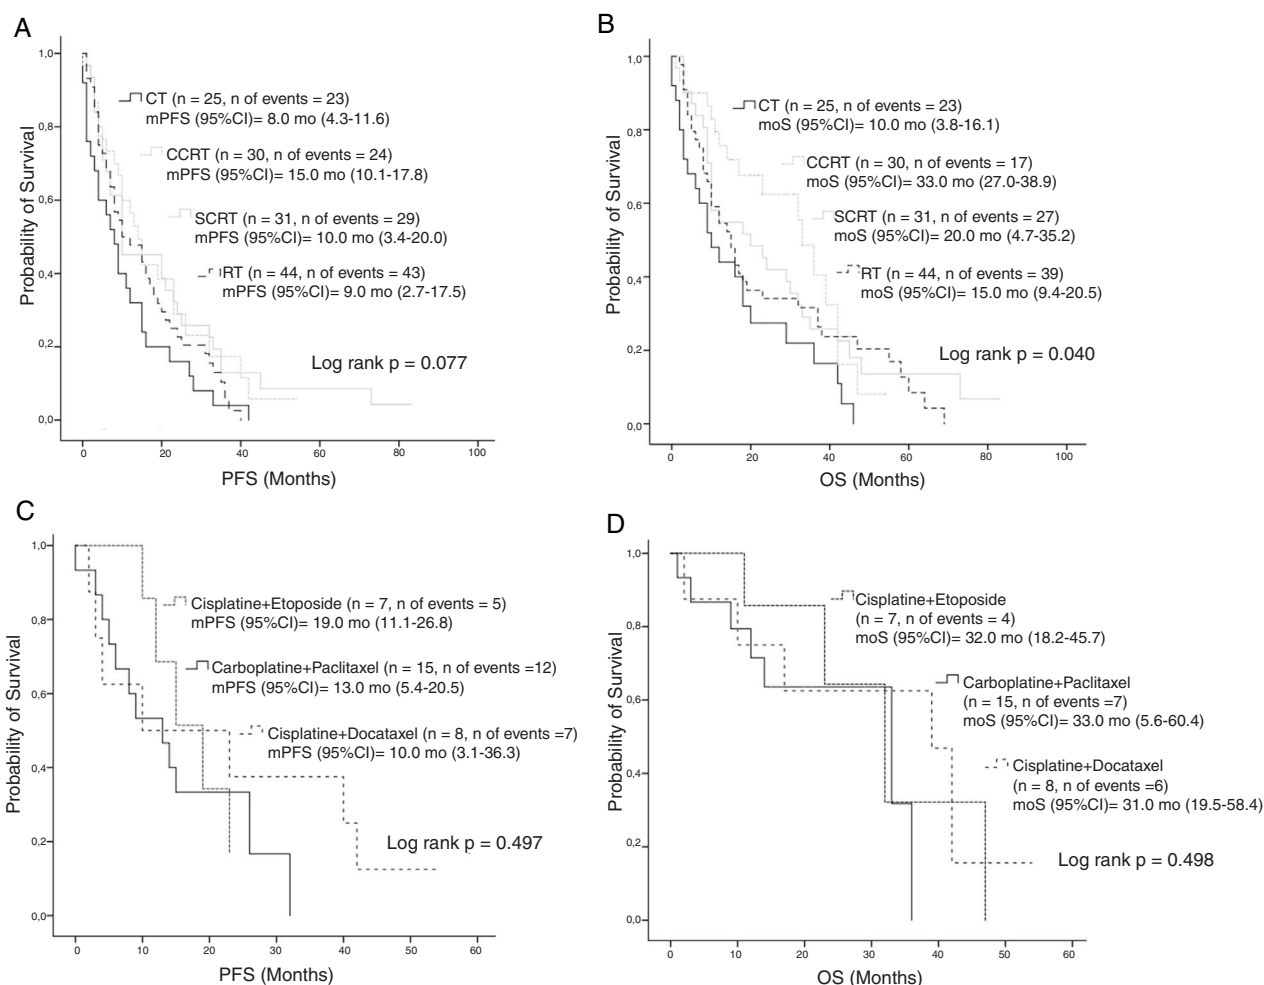 A
Probability of Survival
1,0
0,8
0,6
0,4
0,2
0,0
CT (n = 25, n of events = 23)
mPFS (95%CI)= 8.0 mo (4.3-11.6)
CCRT (n = 30, n of events = 24)
mPFS (95%CI)= 15.0 mo (10.1-17.8)
SCRT (n = 31, n of events = 29)
mPFS (95%CI)= 10.0 mo (3.4-20.0)
RT (n = 44, n of events = 43)
mPFS (95%CI)= 9.0 mo (2.7-17.5)
Log rank p = 0.077
0 20 40 60 80 100
PFS (Months)
B
Probability of Survival
1,0
0,8
0,6
0,4
0,2
0,0
CT (n = 25, n of events = 23)
moS (95%CI)= 10.0 mo (3.8-16.1)
CCRT (n = 30, n of events = 17)
moS (95%CI)= 33.0 mo (27.0-38.9)
SCRT (n = 31, n of events = 27)
moS (95%CI)= 20.0 mo (4.7-35.2)
RT (n = 44, n of events = 39)
moS (95%CI)= 15.0 mo (9.4-20.5)
Log rank p = 0.040
0 20 40 60 80 100
OS (Months)
C
Probability of Survival
1,0
0,8
0,6
0,4
0,2
0,0
Cisplatine+Etoposide (n = 7, n of events = 5)
mPFS (95%CI)= 19.0 mo (11.1-26.8)
Carboplatine+Paclitaxel (n = 15, n of events =12)
mPFS (95%CI)= 13.0 mo (5.4-20.5)
Cisplatine+Docataxel (n = 8, n of events =7)
mPFS (95%CI)= 10.0 mo (3.1-36.3)
Log rank p = 0.497
0 10 20 30 40 50 60
PFS (Months)
D
Probability of Survival
1,0
0,8
0,6
0,4
0,2
0,0
Cisplatine+Etoposide
(n = 7, n of events = 4)
moS (95%CI)= 32.0 mo (18.2-45.7)
Carboplatine+Paclitaxel
(n = 15, n of events =7)
moS (95%CI)= 33.0 mo (5.6-60.4)
Cisplatine+Docataxel
(n = 8, n of events =6)
moS (95%CI)= 31.0 mo (19.5-58.4)
Log rank p = 0.498
0 10 20 30 40 50 60
OS (Months)